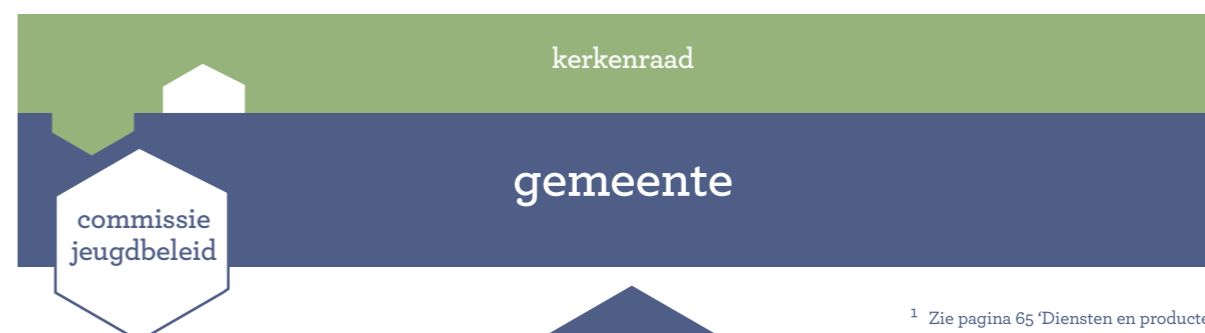 kerkenraad
gemeente
commissie
jeugdbeleid
¹ Zie pagina 65 ‘Diensten en producte